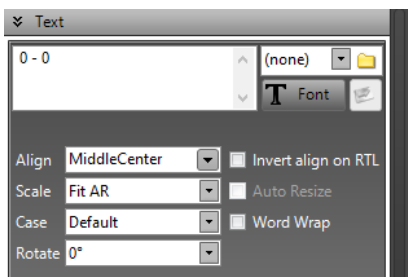 Text
0 - 0
(none)
T Font
Align MiddleCenter Invert align on RTL
Scale Fit AR Auto Resize
Case Default Word Wrap
Rotate 0°